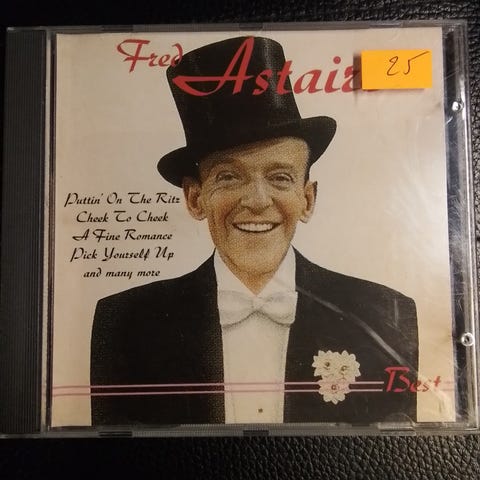 Fred Astair
25
Puttin' On The Ritz
Cheek To Cheek
A Fine Romance
Pick Yourself Up
and many more
Best